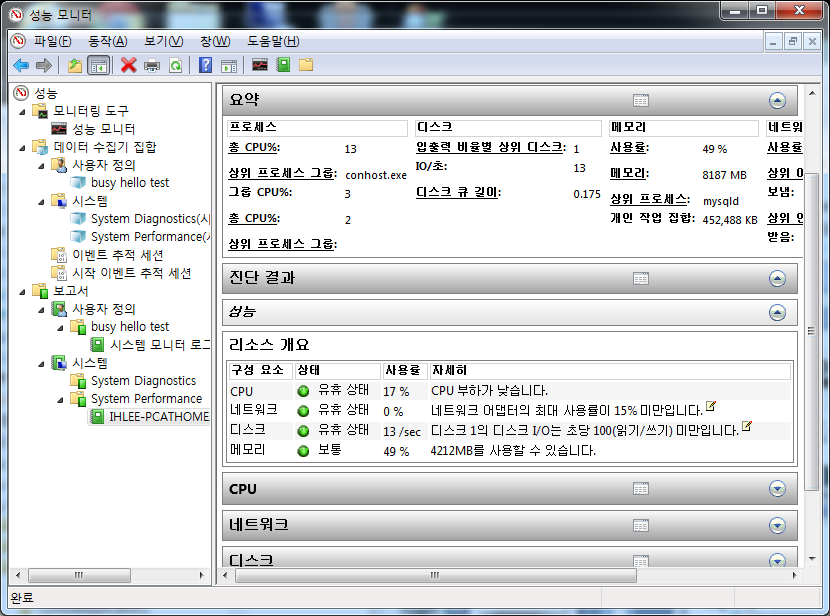 성능 모니터
파일(F) 동작(A) 보기(V) 창(W) 도움말(H)
성능
모니터링 도구
성능 모니터
데이터 수집기 집합
사용자 정의
busy hello test
시스템
System Diagnostics(시
System Performance(
이벤트 추적 세션
시작 이벤트 추적 세션
보고서
사용자 정의
busy hello test
시스템 모니터 로그
시스템
System Diagnostics
System Performance
IHLEE-PCATHOME
요약
프로세스 디스크 메모리 네트워
총 CPU%: 13 입출력 비율별 상위 디스크: 1 사용률: 49 % 사용률
상위 프로세스 그룹: conhost.exe IO/초: 13 메모리: 8187 MB 상위
그룹 CPU%: 3 디스크 큐 길이: 0.175 상위 프로세스: mysqld 보냄:
총 CPU%: 2 개인 작업 집합: 452,488 KB 상위
상위 프로세스 그룹: 받음:
진단 결과
성능
리소스 개요
구성 요소 상태 사용률 자세히
CPU 유휴 상태 17 % CPU 부하가 낮습니다.
네트워크 유휴 상태 0 % 네트워크 어댑터의 최대 사용률이 15% 미만입니다.
디스크 유휴 상태 13 /sec 디스크 1의 디스크 I/O는 초당 100(읽기/쓰기) 미만입니다.
메모리 보통 49 % 4212MB를 사용할 수 있습니다.
CPU
네트워크
디스크
완료